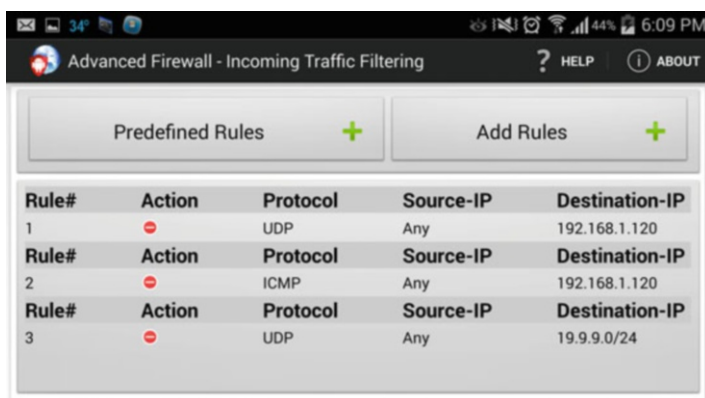 34° 44% 6:09 PM
Advanced Firewall - Incoming Traffic Filtering ? HELP i ABOUT
Predefined Rules + Add Rules +
Rule# Action Protocol Source-IP Destination-IP
1 UDP Any 192.168.1.120
Rule# Action Protocol Source-IP Destination-IP
2 ICMP Any 192.168.1.120
Rule# Action Protocol Source-IP Destination-IP
3 UDP Any 19.9.9.0/24